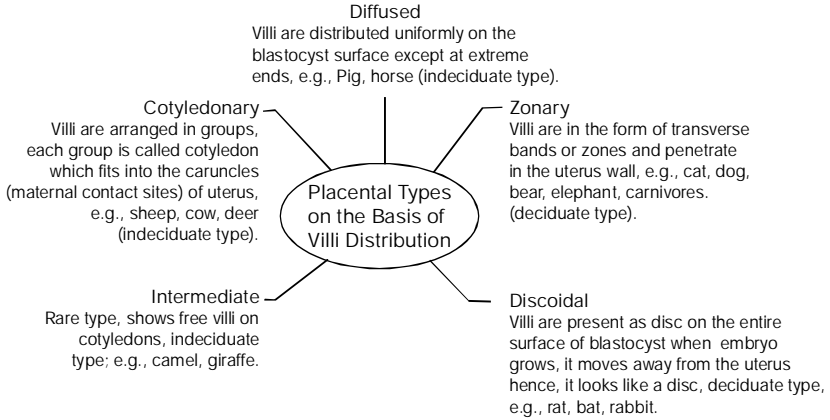 Diffused
Villi are distributed uniformly on the
blastocyst surface except at extreme
ends, e.g., Pig, horse (indeciduate type).
Cotyledonary
Villi are arranged in groups,
each group is called cotyledon
which fits into the caruncles
(maternal contact sites) of uterus,
e.g., sheep, cow, deer
(indeciduate type).
Zonary
Villi are in the form of transverse
bands or zones and penetrate
in the uterus wall, e.g., cat, dog,
bear, elephant, carnivores.
(deciduate type).
Placental Types
on the Basis of
Villi Distribution
Intermediate
Rare type, shows free villi on
cotyledons, indeciduate
type; e.g., camel, giraffe.
Discoidal
Villi are present as disc on the entire
surface of blastocyst when embryo
grows, it moves away from the uterus
hence, it looks like a disc, deciduate type,
e.g., rat, bat, rabbit.